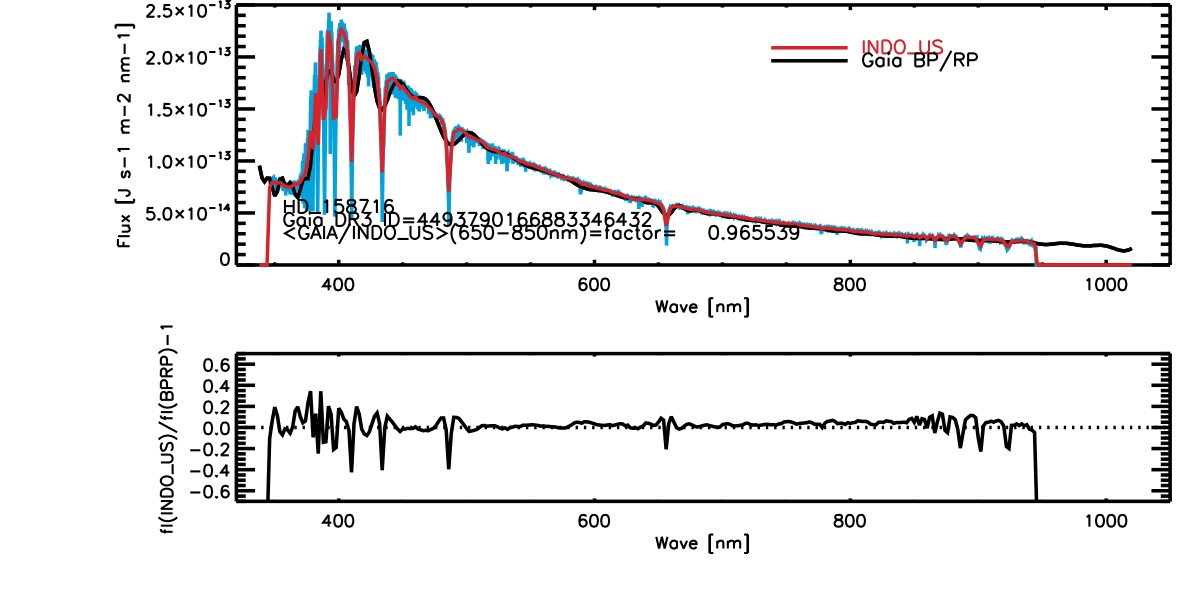 2.5×10−13
2.0×10−13
1.5×10−13
1.0×10−13
5.0×10−14
0
Flux [J s−1 m−2 nm−1]
INDO_US
Gaia BP/RP
HD_158716
Gaia DR3 ID=4493790166883346432
<GAIA/INDO_US>(650−850nm)=factor= 0.965539
400 600 800 1000
Wave [nm]
fl(INDO_US)/fl(BPRP)−1
0.6
0.4
0.2
0.0
−0.2
−0.4
−0.6
400 600 800 1000
Wave [nm]